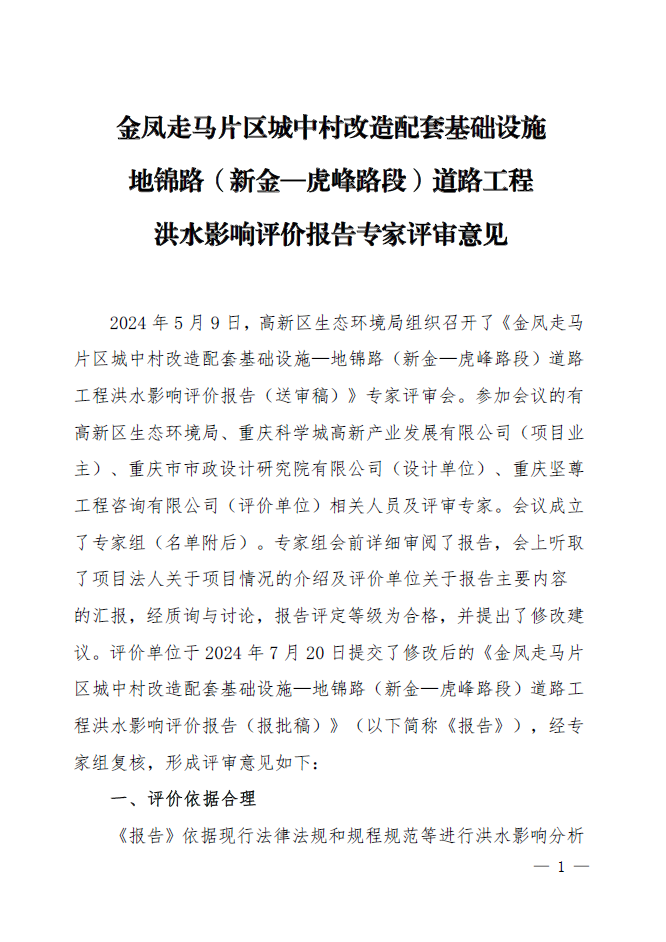 金凤走马片区城中村改造配套基础设施
地锦路（新金—虎峰路段）道路工程
洪水影响评价报告专家评审意见
2024 年 5 月 9 日，高新区生态环境局组织召开了《金凤走马
片区城中村改造配套基础设施—地锦路（新金—虎峰路段）道路
工程洪水影响评价报告（送审稿）》专家评审会。参加会议的有
高新区生态环境局、重庆科学城高新产业发展有限公司（项目业
主）、重庆市市政设计研究院有限公司（设计单位）、重庆坚尊
工程咨询有限公司（评价单位）相关人员及评审专家。会议成立
了专家组（名单附后）。专家组会前详细审阅了报告，会上听取
了项目法人关于项目情况的介绍及评价单位关于报告主要内容
的汇报，经质询与讨论，报告评定等级为合格，并提出了修改建
议。评价单位于 2024 年 7 月 20 日提交了修改后的《金凤走马片
区城中村改造配套基础设施—地锦路（新金—虎峰路段）道路工
程洪水影响评价报告（报批稿）》（以下简称《报告》），经专
家组复核，形成评审意见如下：
一、评价依据合理
《报告》依据现行法律法规和规程规范等进行洪水影响分析
— 1 —